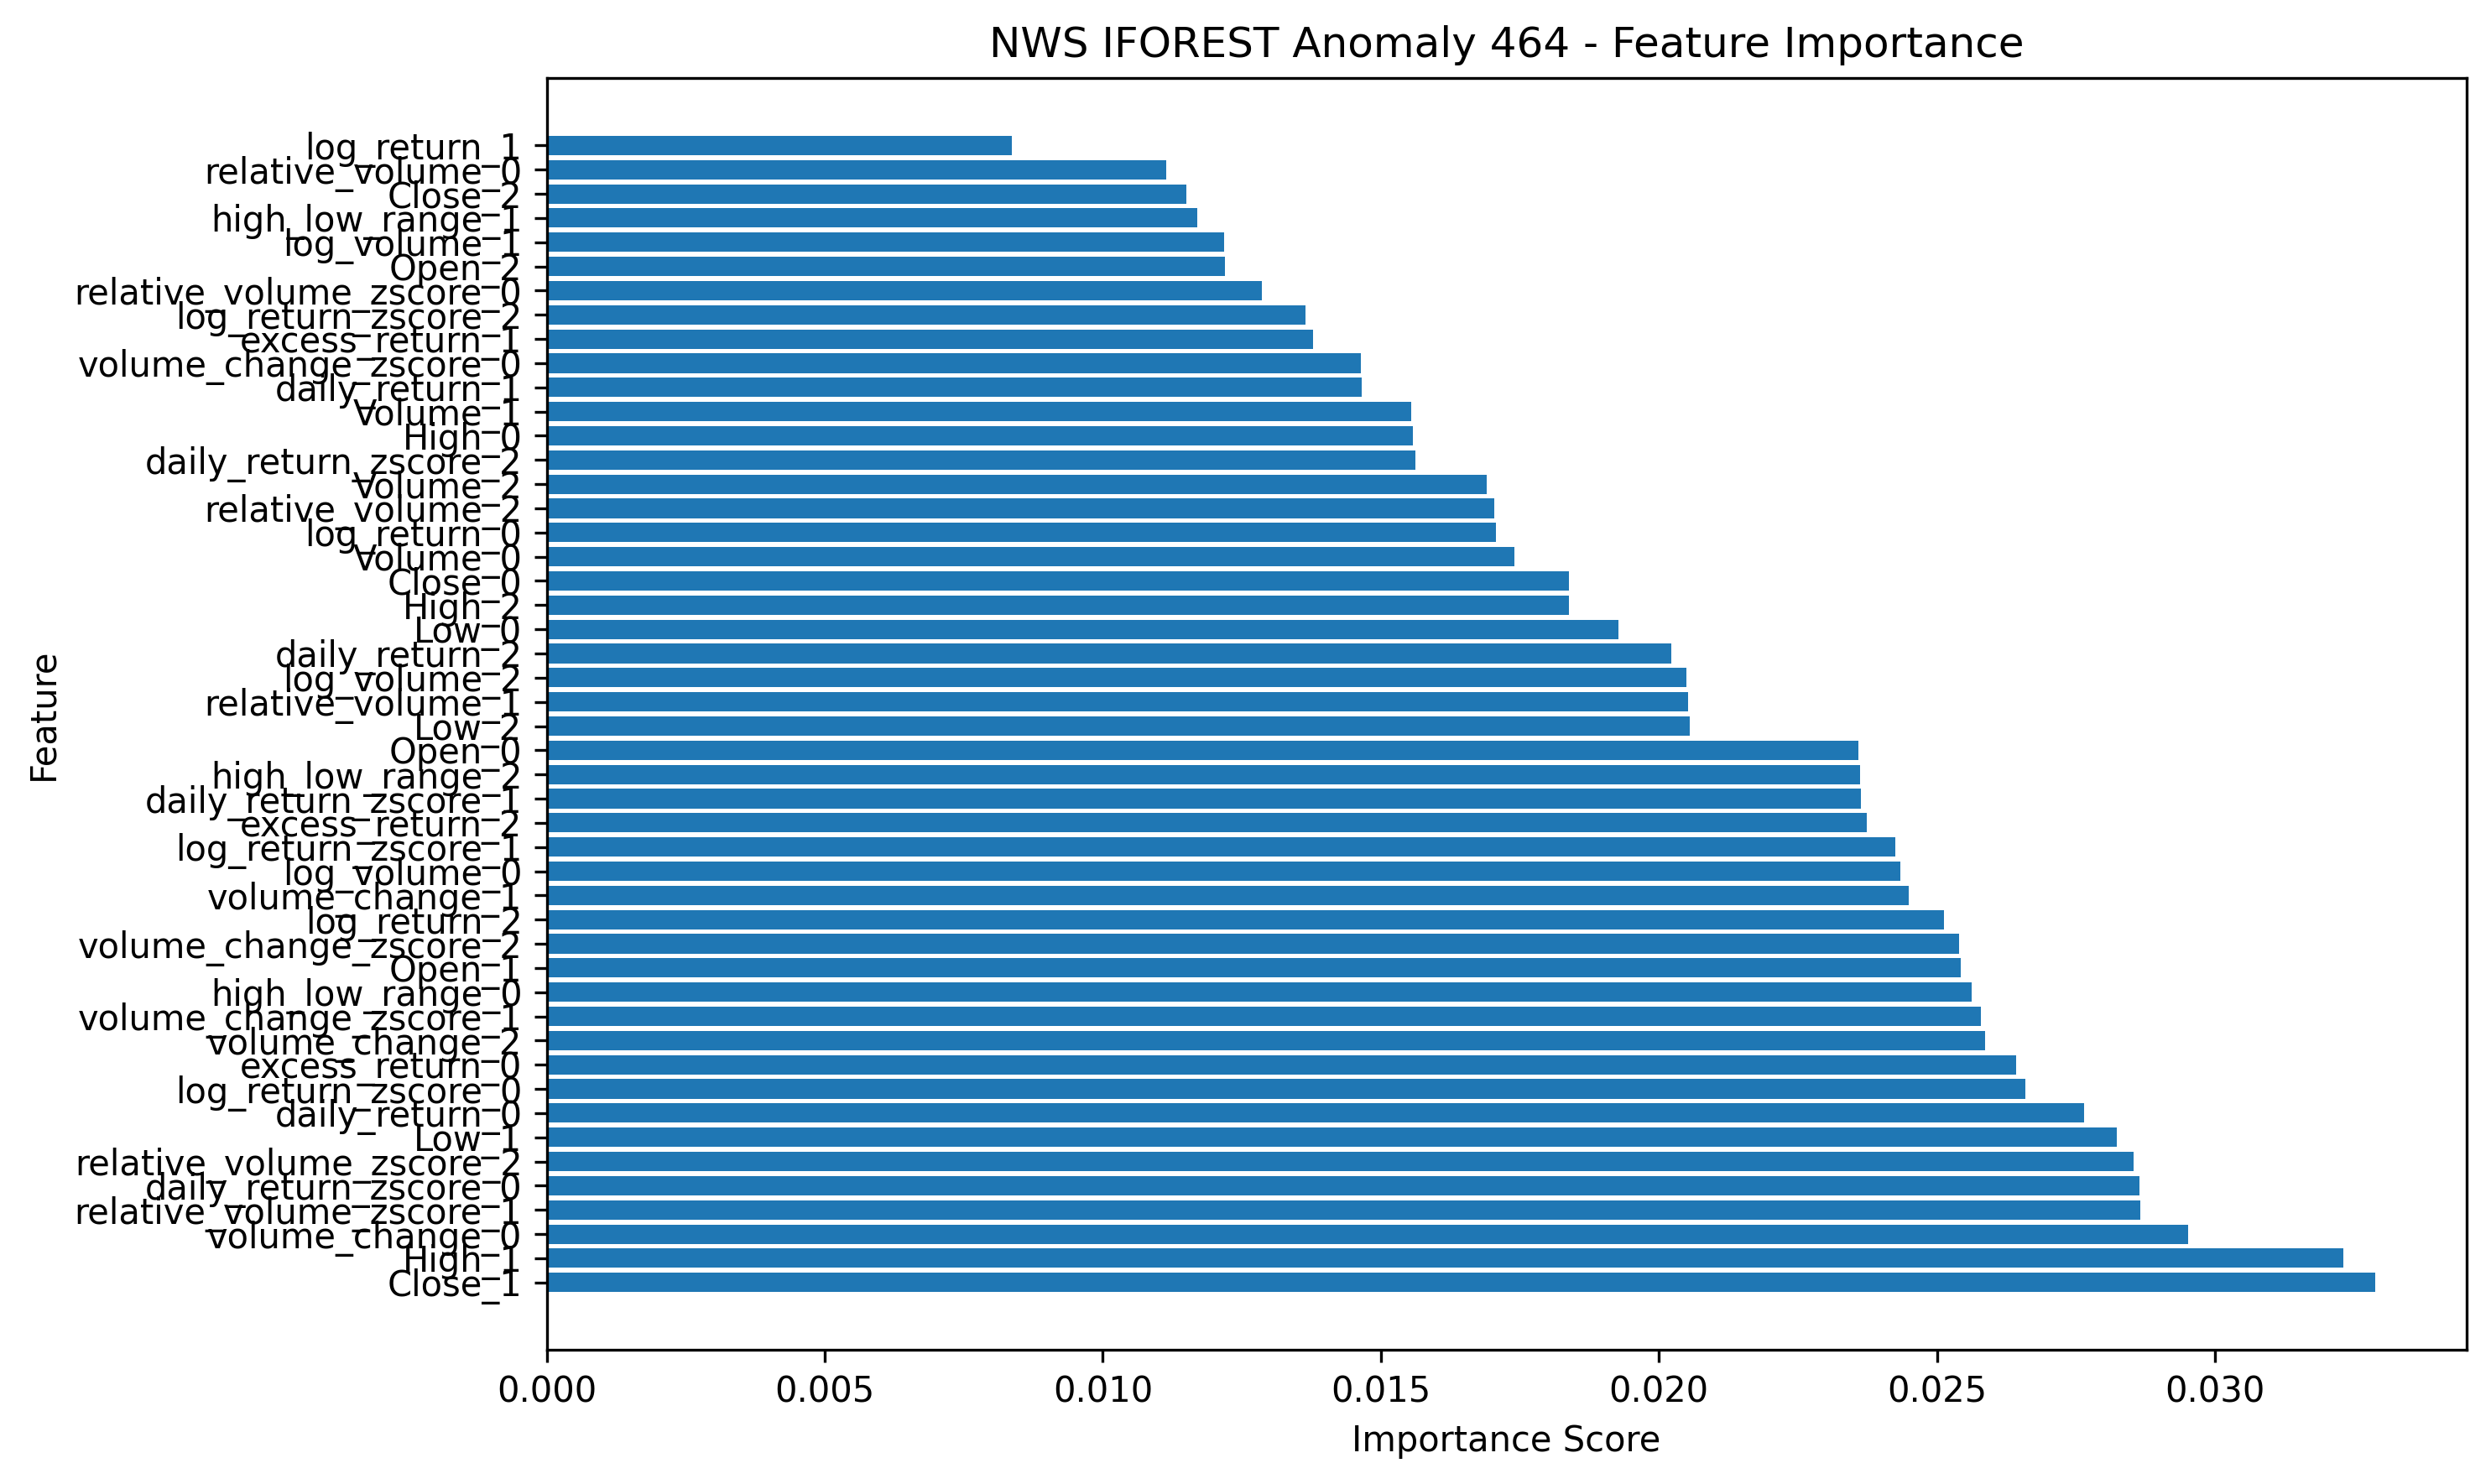 NWS IFOREST Anomaly 464 - Feature Importance
log_return_1
relative_volume_0
Close_2
high_low_range_1
log_volume_1
Open_2
relative_volume_zscore_0
log_return_zscore_2
excess_return_1
volume_change_zscore_0
daily_return_1
Volume_1
High_0
daily_return_zscore_2
Volume_2
relative_volume_2
log_return_0
Volume_0
Close_0
High_2
Low_0
daily_return_2
log_volume_2
relative_volume_1
Low_2
Open_0
high_low_range_2
daily_return_zscore_1
excess_return_2
log_return_zscore_1
log_volume_0
volume_change_1
log_return_2
volume_change_zscore_2
Open_1
high_low_range_0
volume_change_zscore_1
volume_change_2
excess_return_0
log_return_zscore_0
daily_return_0
Low_1
relative_volume_zscore_2
daily_return_zscore_0
relative_volume_zscore_1
volume_change_0
High_1
Close_1
Feature
0.000 0.005 0.010 0.015 0.020 0.025 0.030
Importance Score